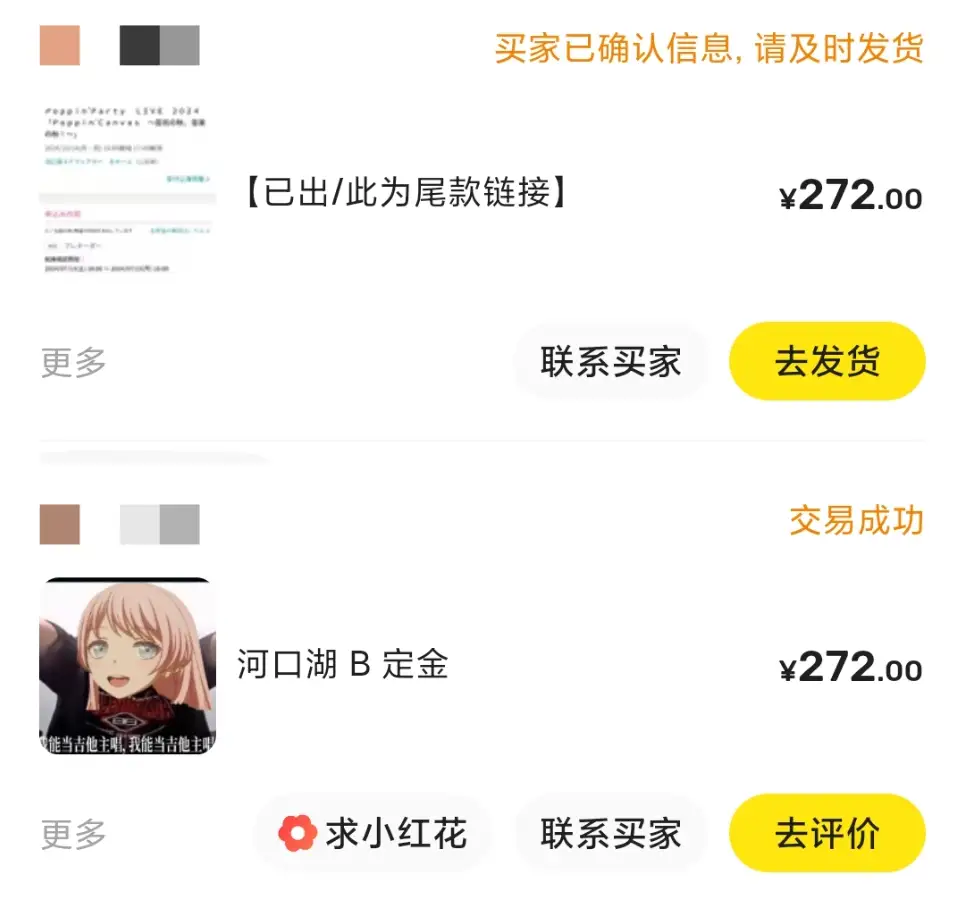 买家已确认信息, 请及时发货
Poppin'Party LIVE 2024
「Poppin'Canvas
【已出/此为尾款链接】
¥272.00
更多
联系买家
去发货
交易成功
河口湖 B 定金
¥272.00
我能当吉他主唱, 我能当吉他主唱
更多
求小红花
联系买家
去评价